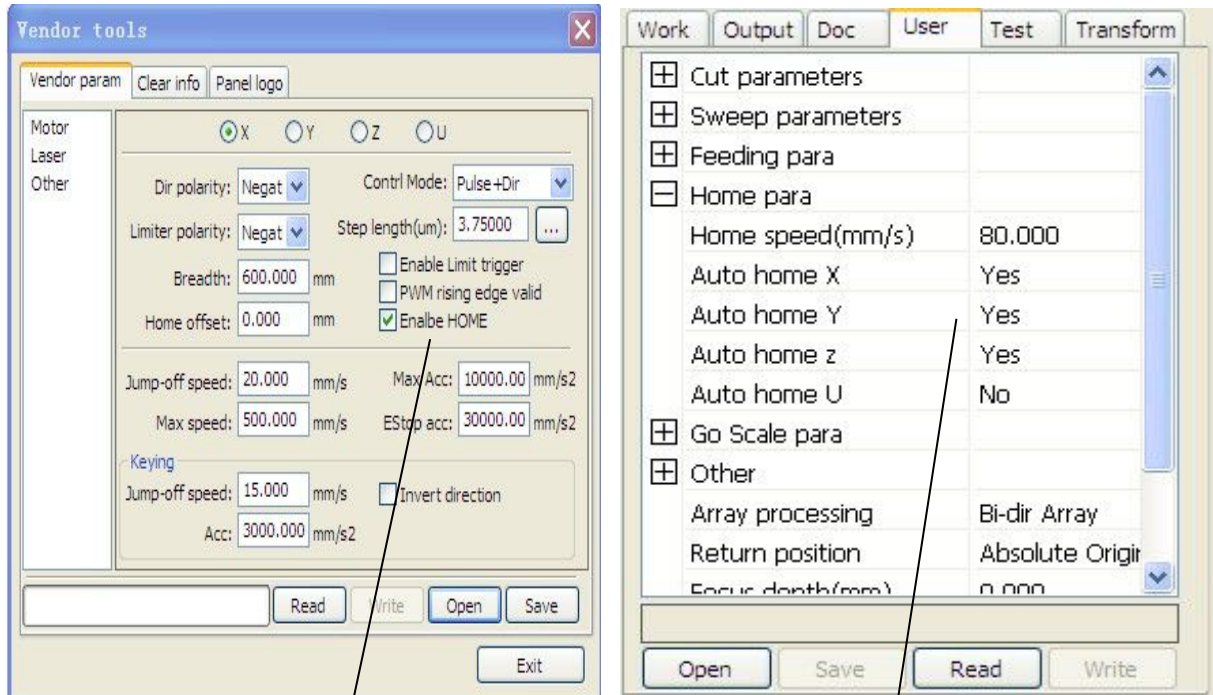 Vendor tools
Vendor param Clear info Panel logo
Motor
Laser
Other
X Y Z U
Dir polarity: Negat Contrl Mode: Pulse+Dir
Limiter polarity: Negat Step length(um): 3.75000 ...
Enable Limit trigger
Breadth: 600.000 mm
PWM rising edge valid
Home offset: 0.000 mm Enalbe HOME
Jump-off speed: 20.000 mm/s Max Acc: 10000.00 mm/s2
Max speed: 500.000 mm/s EStop acc: 30000.00 mm/s2
Keying
Jump-off speed: 15.000 mm/s Invert direction
Acc: 3000.000 mm/s2
Read Write Open Save
Exit
Work Output Doc User Test Transform
Cut parameters
Sweep parameters
Feeding para
Home para
Home speed(mm/s) 80.000
Auto home X Yes
Auto home Y Yes
Auto home z Yes
Auto home U No
Go Scale para
Other
Array processing Bi-dir Array
Return position Absolute Origir
Focus depth(mm) 0.000
Open Save Read Write